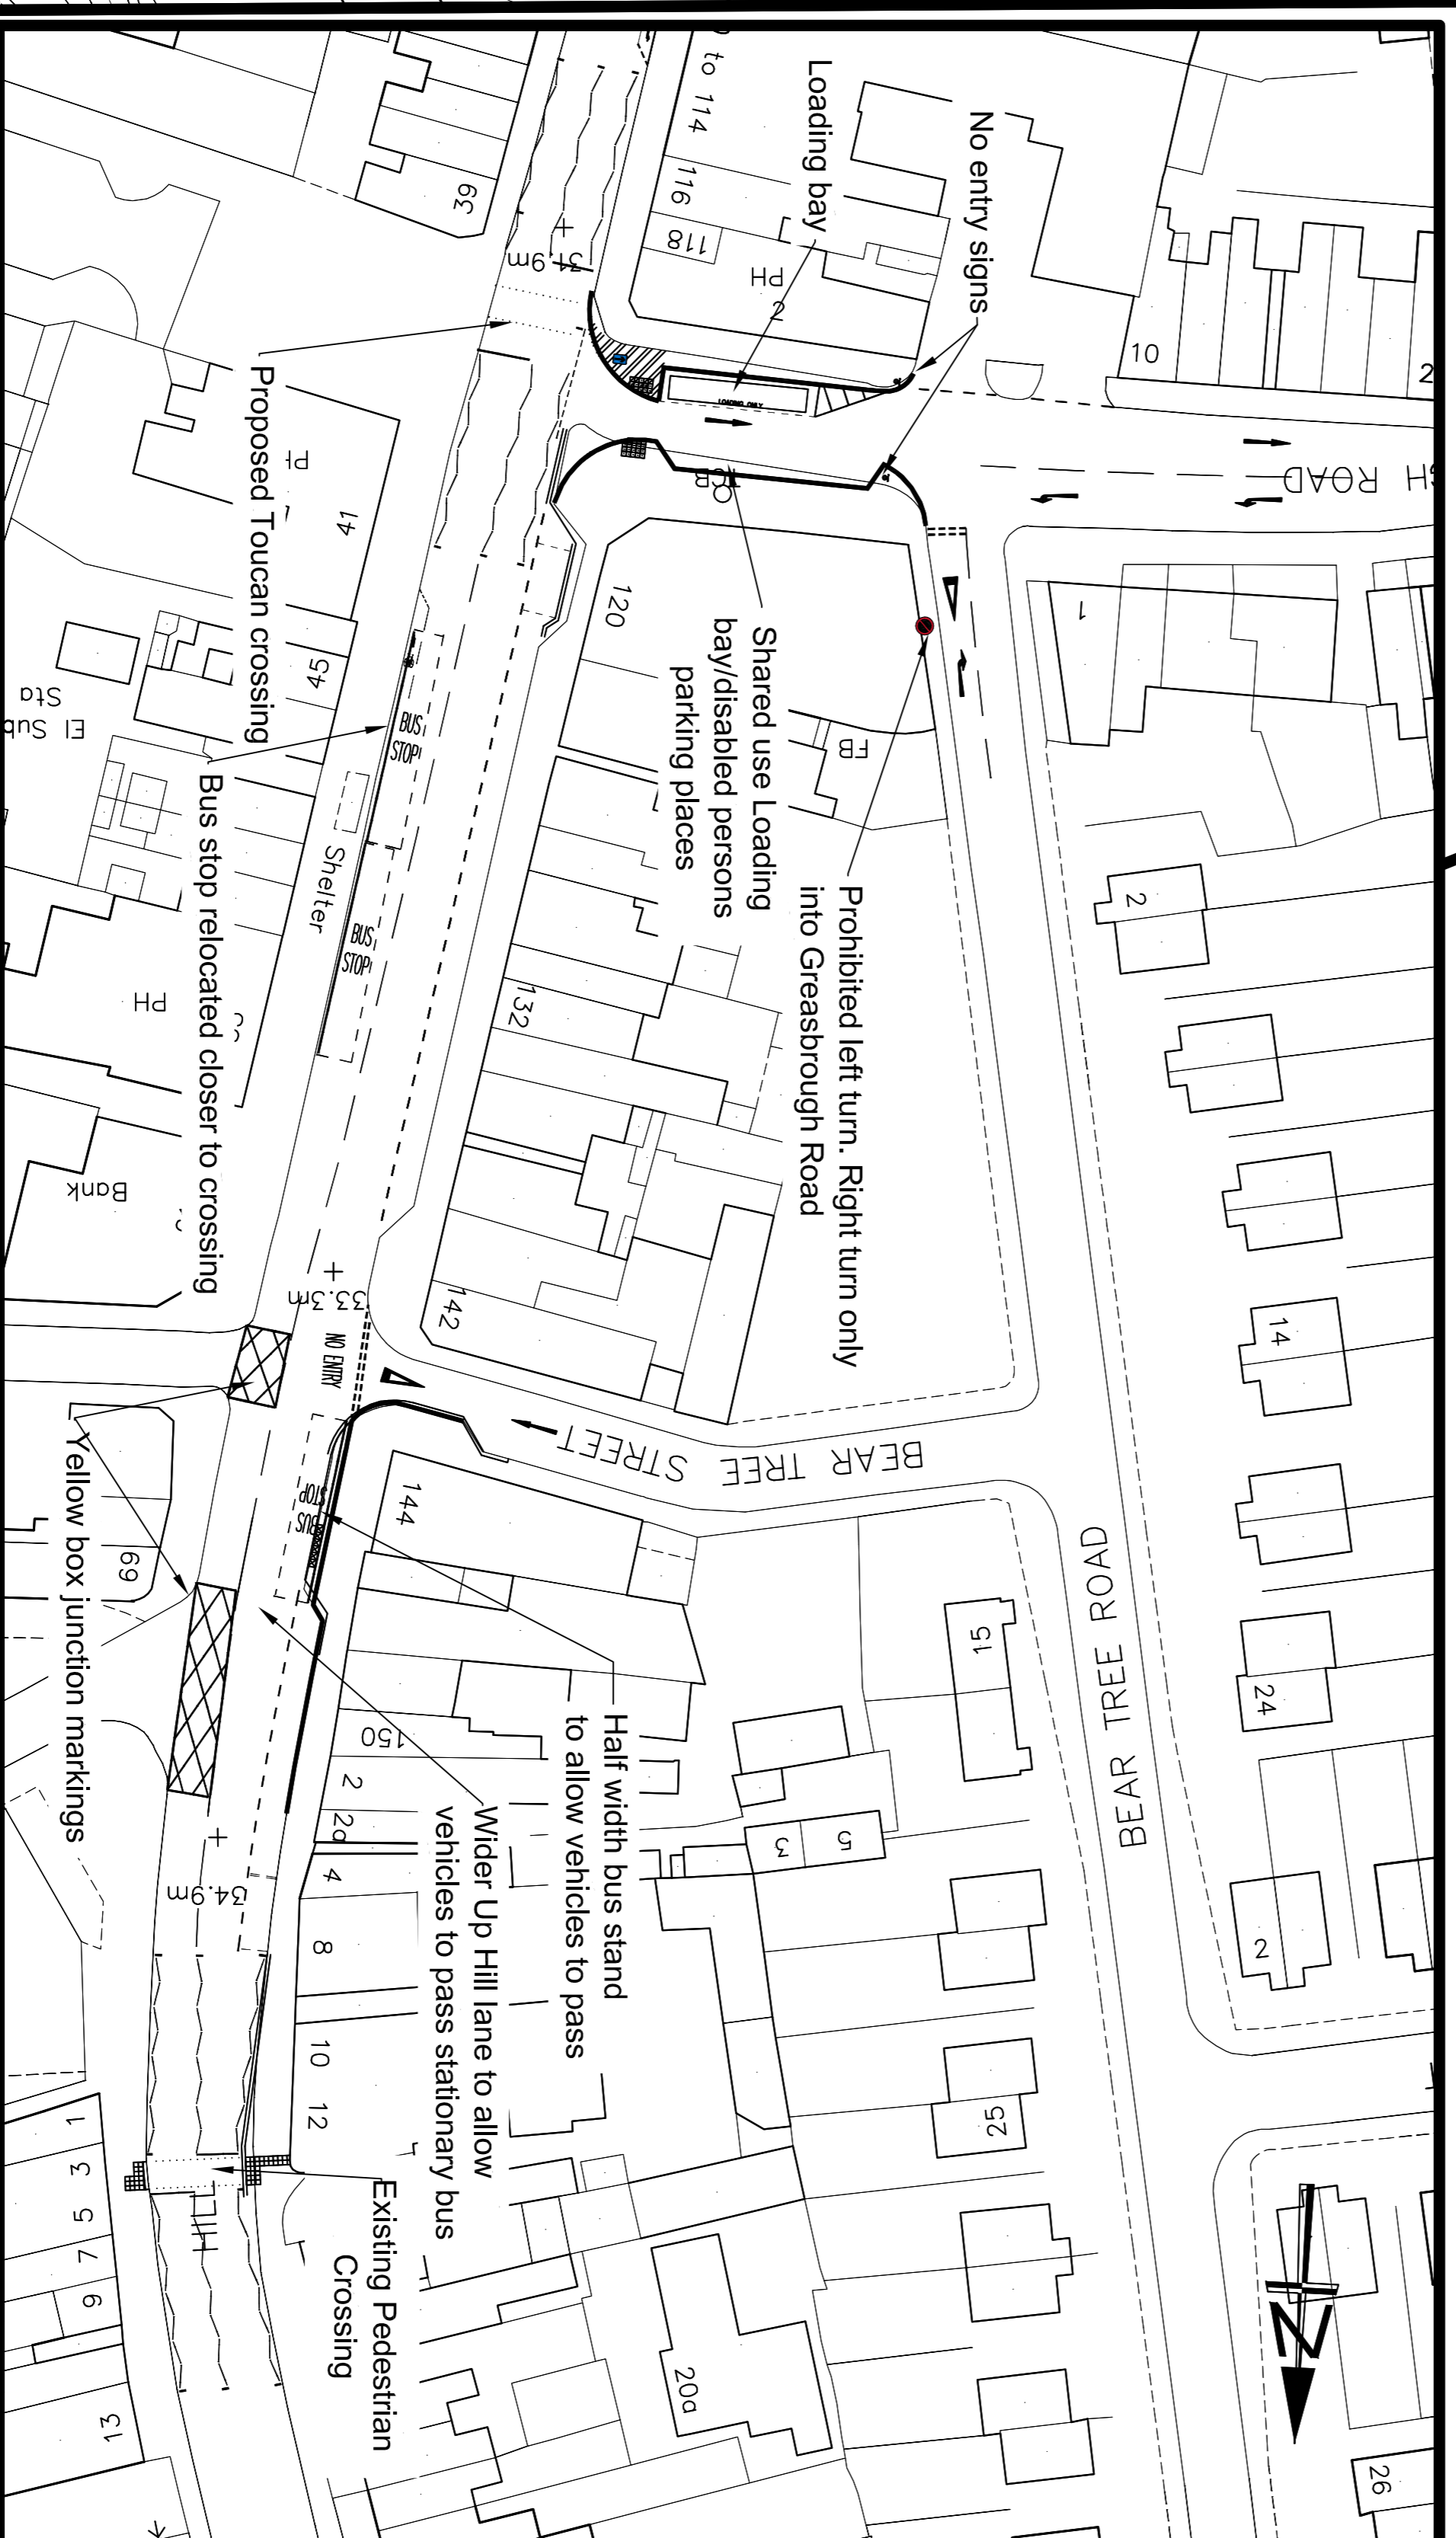 No entry signs
Loading bay
Proposed Toucan crossing
Shared use Loading
bay/disabled persons
parking places
Prohibited left turn. Right turn only
into Greasbrough Road
Bus stop relocated closer to crossing
Yellow box junction markings
Half width bus stand
to allow vehicles to pass
Wider Up Hill lane to allow
vehicles to pass stationary bus
Existing Pedestrian
Crossing
BEAR TREE ROAD
BEAR TREE STREET
ROAD
HILL
to 114
116
118
PH
2
10
2
39
31.9m
LOADING ONLY
TCB
41
45
El Sub
Sta
120
FB
1
BUS
STOP
Shelter
BUS
STOP
PH
132
Bank
142
33.3m
NO ENTRY
144
BUS
STOP
69
150
2
2a
4
8
10
12
34.9m
1
3
5
7
9
13
2
14
24
15
3
5
2
25
20a
26
N